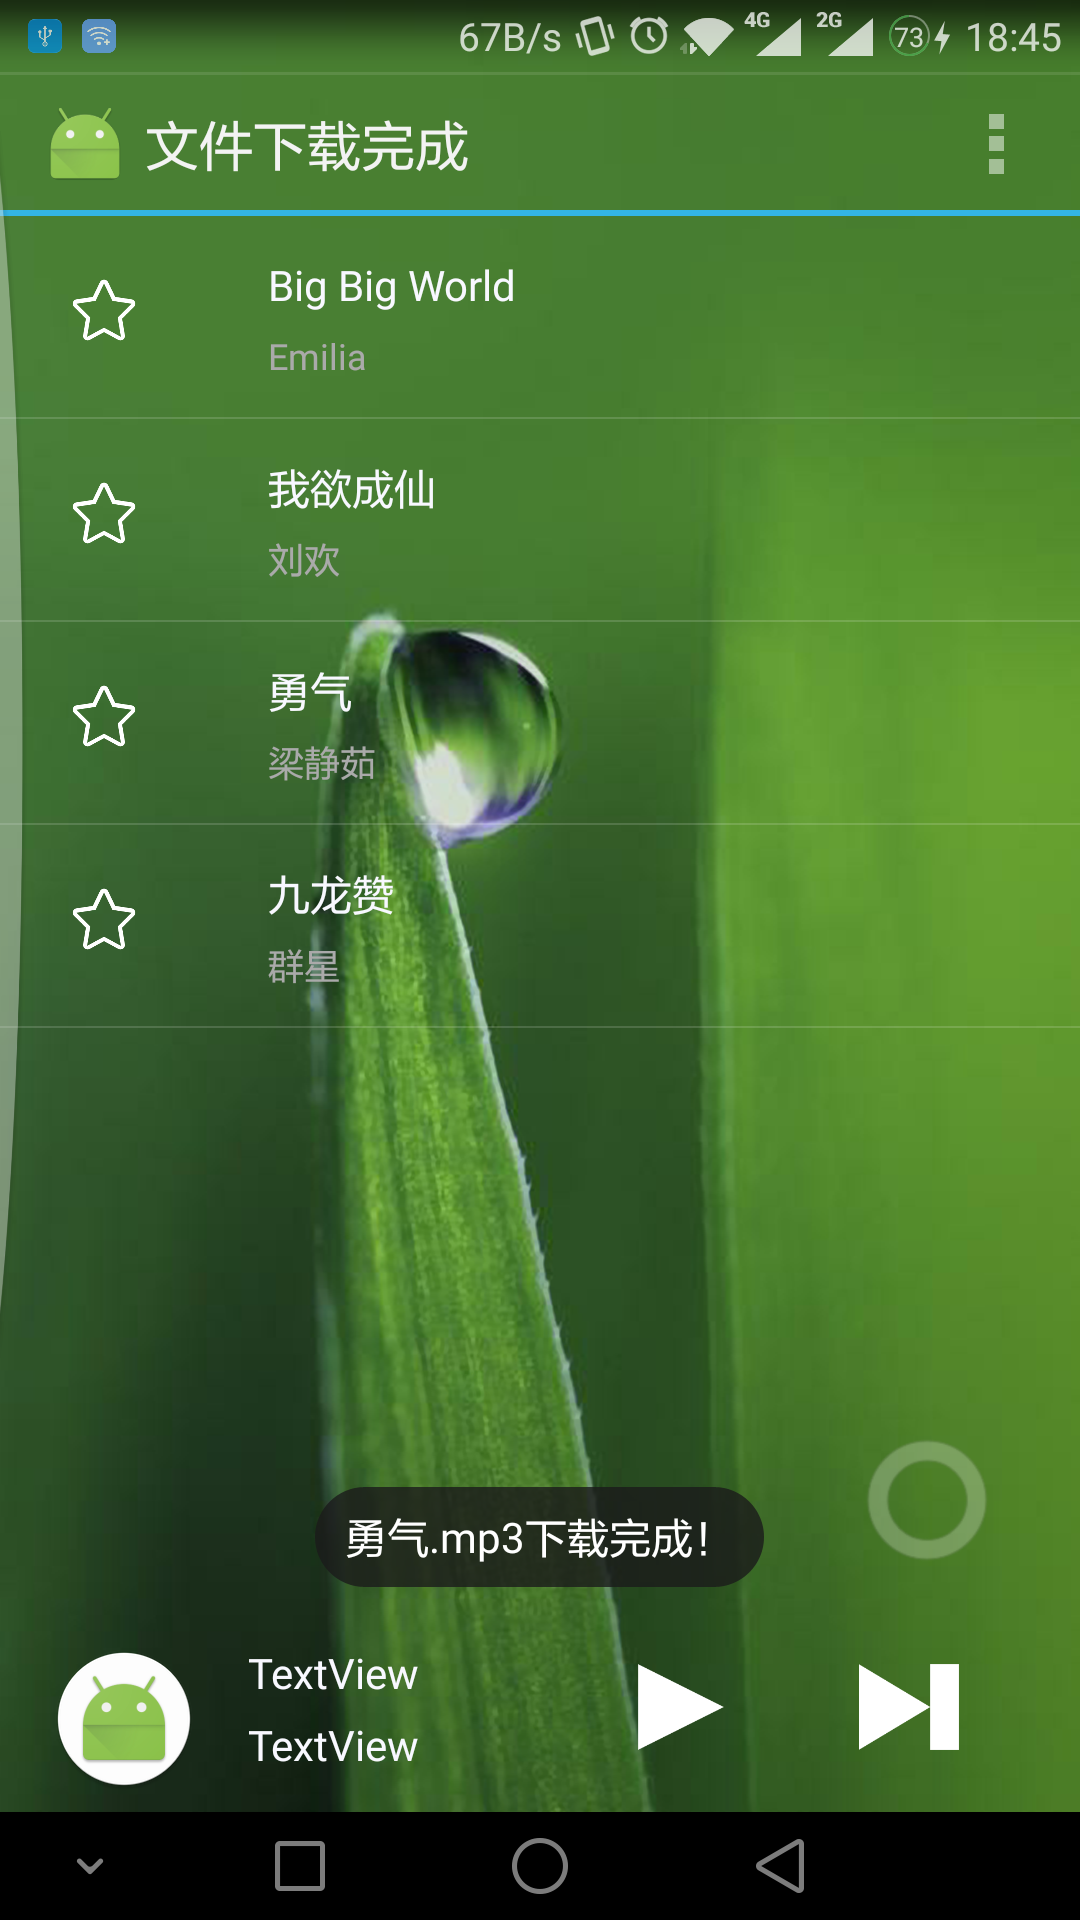 67B/s 4G 2G 73 18:45
文件下载完成
Big Big World
Emilia
我欲成仙
刘欢
勇气
梁静茹
九龙赞
群星
勇气.mp3下载完成!
TextView
TextView